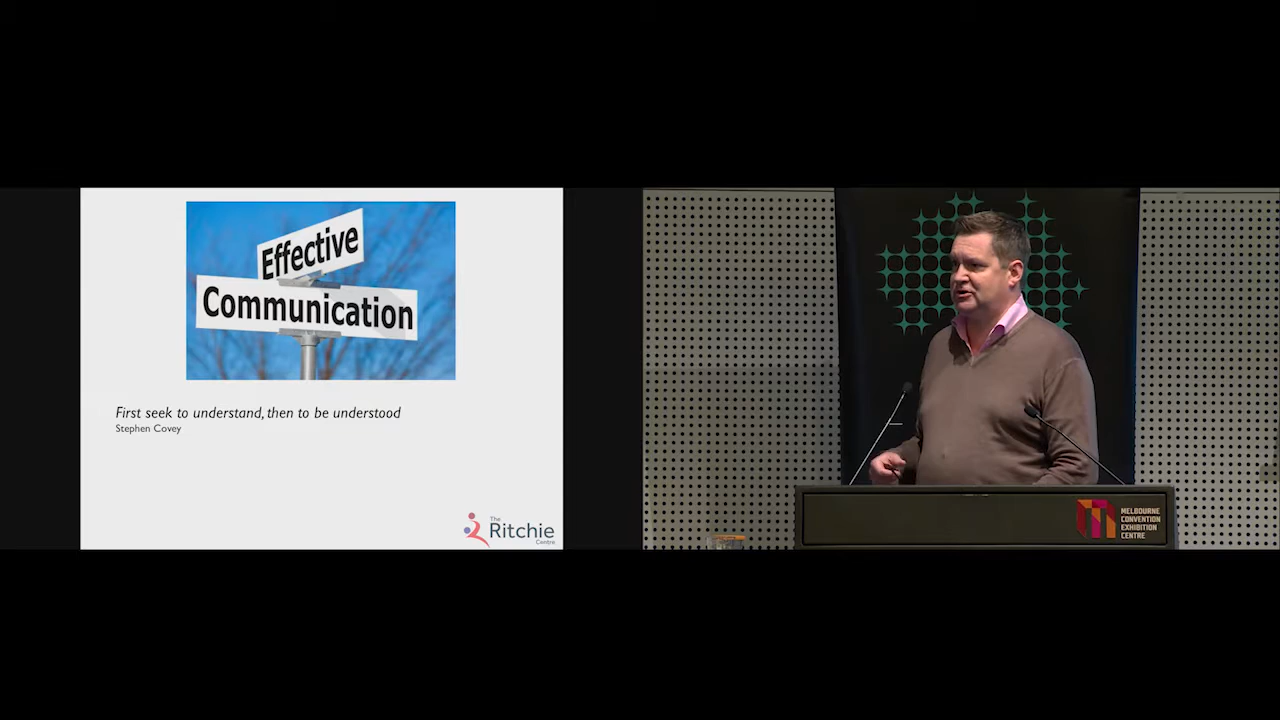 Effective
Communication
First seek to understand, then to be understood
Stephen Covey
The
Ritchie
Centre
MELBOURNE
CONVENTION
EXHIBITION
CENTRE